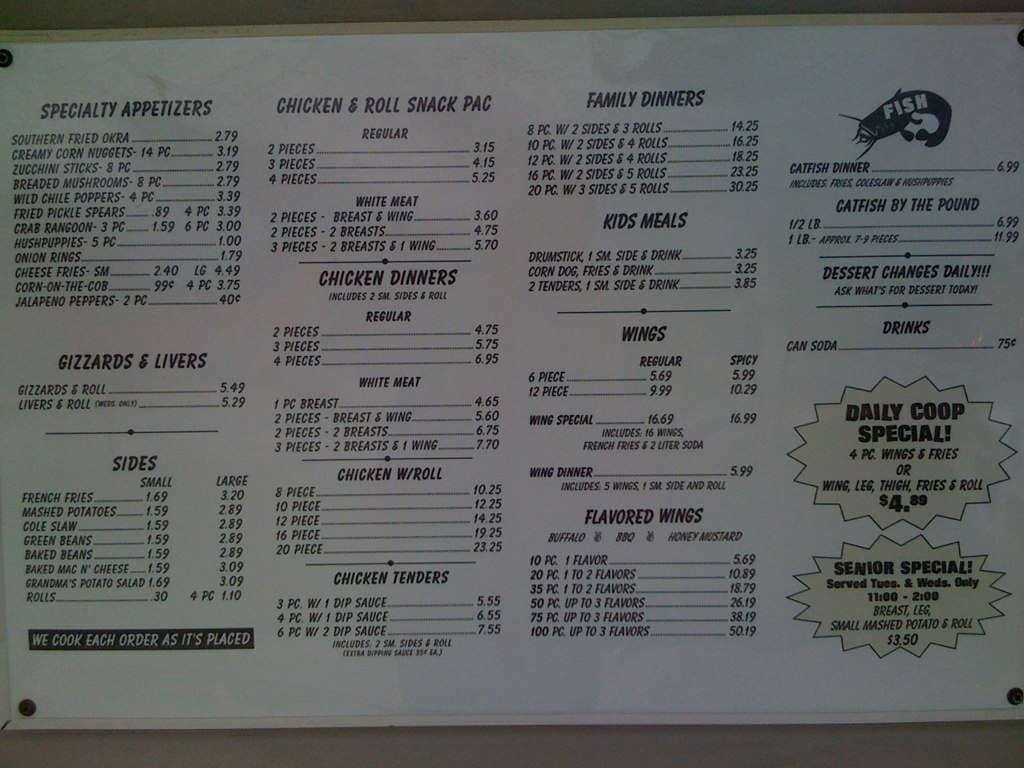 SPECIALTY APPETIZERS
SOUTHERN FRIED OKRA 2.79
CREAMY CORN NUGGETS- 14 PC 3.19
ZUCCHINI STICKS- 8 PC 2.79
BREADED MUSHROOMS- 8 PC 2.79
WILD CHILE POPPERS- 4 PC 3.39
FRIED PICKLE SPEARS .89 4 PC 3.39
CRAB RANGOON- 3 PC 1.59 6 PC 3.00
HUSHPUPPIES- 5 PC 1.00
ONION RINGS 1.79
CHEESE FRIES- SM 2.40 LG 4.49
CORN-ON-THE-COB 99¢ 4 PC 3.75
JALAPENO PEPPERS- 2 PC 40¢
GIZZARDS & LIVERS
GIZZARDS & ROLL 5.49
LIVERS & ROLL (WEDS. ONLY) 5.29
SIDES
SMALL LARGE
FRENCH FRIES 1.69 3.20
MASHED POTATOES 1.59 2.89
COLE SLAW 1.59 2.89
GREEN BEANS 1.59 2.89
BAKED BEANS 1.59 2.89
BAKED MAC N' CHEESE 1.59 3.09
GRANDMA'S POTATO SALAD 1.69 3.09
ROLLS .30 4 PC 1.10
WE COOK EACH ORDER AS IT'S PLACED
CHICKEN & ROLL SNACK PAC
REGULAR
2 PIECES 3.15
3 PIECES 4.15
4 PIECES 5.25
WHITE MEAT
2 PIECES - BREAST & WING 3.60
2 PIECES - 2 BREASTS 4.75
3 PIECES - 2 BREASTS & 1 WING 5.70
CHICKEN DINNERS
INCLUDES 2 SM. SIDES & ROLL
REGULAR
2 PIECES 4.75
3 PIECES 5.75
4 PIECES 6.95
WHITE MEAT
1 PC BREAST 4.65
2 PIECES - BREAST & WING 5.60
2 PIECES - 2 BREASTS 6.75
3 PIECES - 2 BREASTS & 1 WING 7.70
CHICKEN W/ROLL
8 PIECE 10.25
10 PIECE 12.25
12 PIECE 14.25
16 PIECE 19.25
20 PIECE 23.25
CHICKEN TENDERS
3 PC. W/ 1 DIP SAUCE 5.55
4 PC. W/ 1 DIP SAUCE 6.55
6 PC W/ 2 DIP SAUCE 7.55
INCLUDES: 2 SM. SIDES & ROLL
(EXTRA DIPPING SAUCE 35¢ EA.)
FAMILY DINNERS
8 PC. W/ 2 SIDES & 3 ROLLS 14.25
10 PC. W/ 2 SIDES & 4 ROLLS 16.25
12 PC. W/ 2 SIDES & 4 ROLLS 18.25
16 PC. W/ 2 SIDES & 5 ROLLS 23.25
20 PC. W/ 3 SIDES & 5 ROLLS 30.25
KIDS MEALS
DRUMSTICK, 1 SM. SIDE & DRINK 3.25
CORN DOG, FRIES & DRINK 3.25
2 TENDERS, 1 SM. SIDE & DRINK 3.85
WINGS
REGULAR SPICY
6 PIECE 5.69 5.99
12 PIECE 9.99 10.29
WING SPECIAL 16.69 16.99
INCLUDES: 16 WINGS,
FRENCH FRIES & 2 LITER SODA
WING DINNER 5.99
INCLUDES: 5 WINGS, 1 SM. SIDE AND ROLL
FLAVORED WINGS
BUFFALO BBQ HONEY MUSTARD
10 PC. 1 FLAVOR 5.69
20 PC. 1 TO 2 FLAVORS 10.89
35 PC. 1 TO 2 FLAVORS 18.79
50 PC. UP TO 3 FLAVORS 26.19
75 PC. UP TO 3 FLAVORS 38.19
100 PC. UP TO 3 FLAVORS 50.19
FISH
CATFISH DINNER 6.99
INCLUDES: FRIES, COLESLAW & HUSHPUPPIES
CATFISH BY THE POUND
1/2 LB. 6.99
1 LB.- APPROX. 7-9 PIECES 11.99
DESSERT CHANGES DAILY!!!
ASK WHAT'S FOR DESSERT TODAY!
DRINKS
CAN SODA 75¢
DAILY COOP
SPECIAL!
4 PC. WINGS & FRIES
OR
WING, LEG, THIGH, FRIES & ROLL
$4.89
SENIOR SPECIAL!
Served Tues. & Weds. Only
11:00 - 2:00
BREAST, LEG,
SMALL MASHED POTATO & ROLL
$3.50